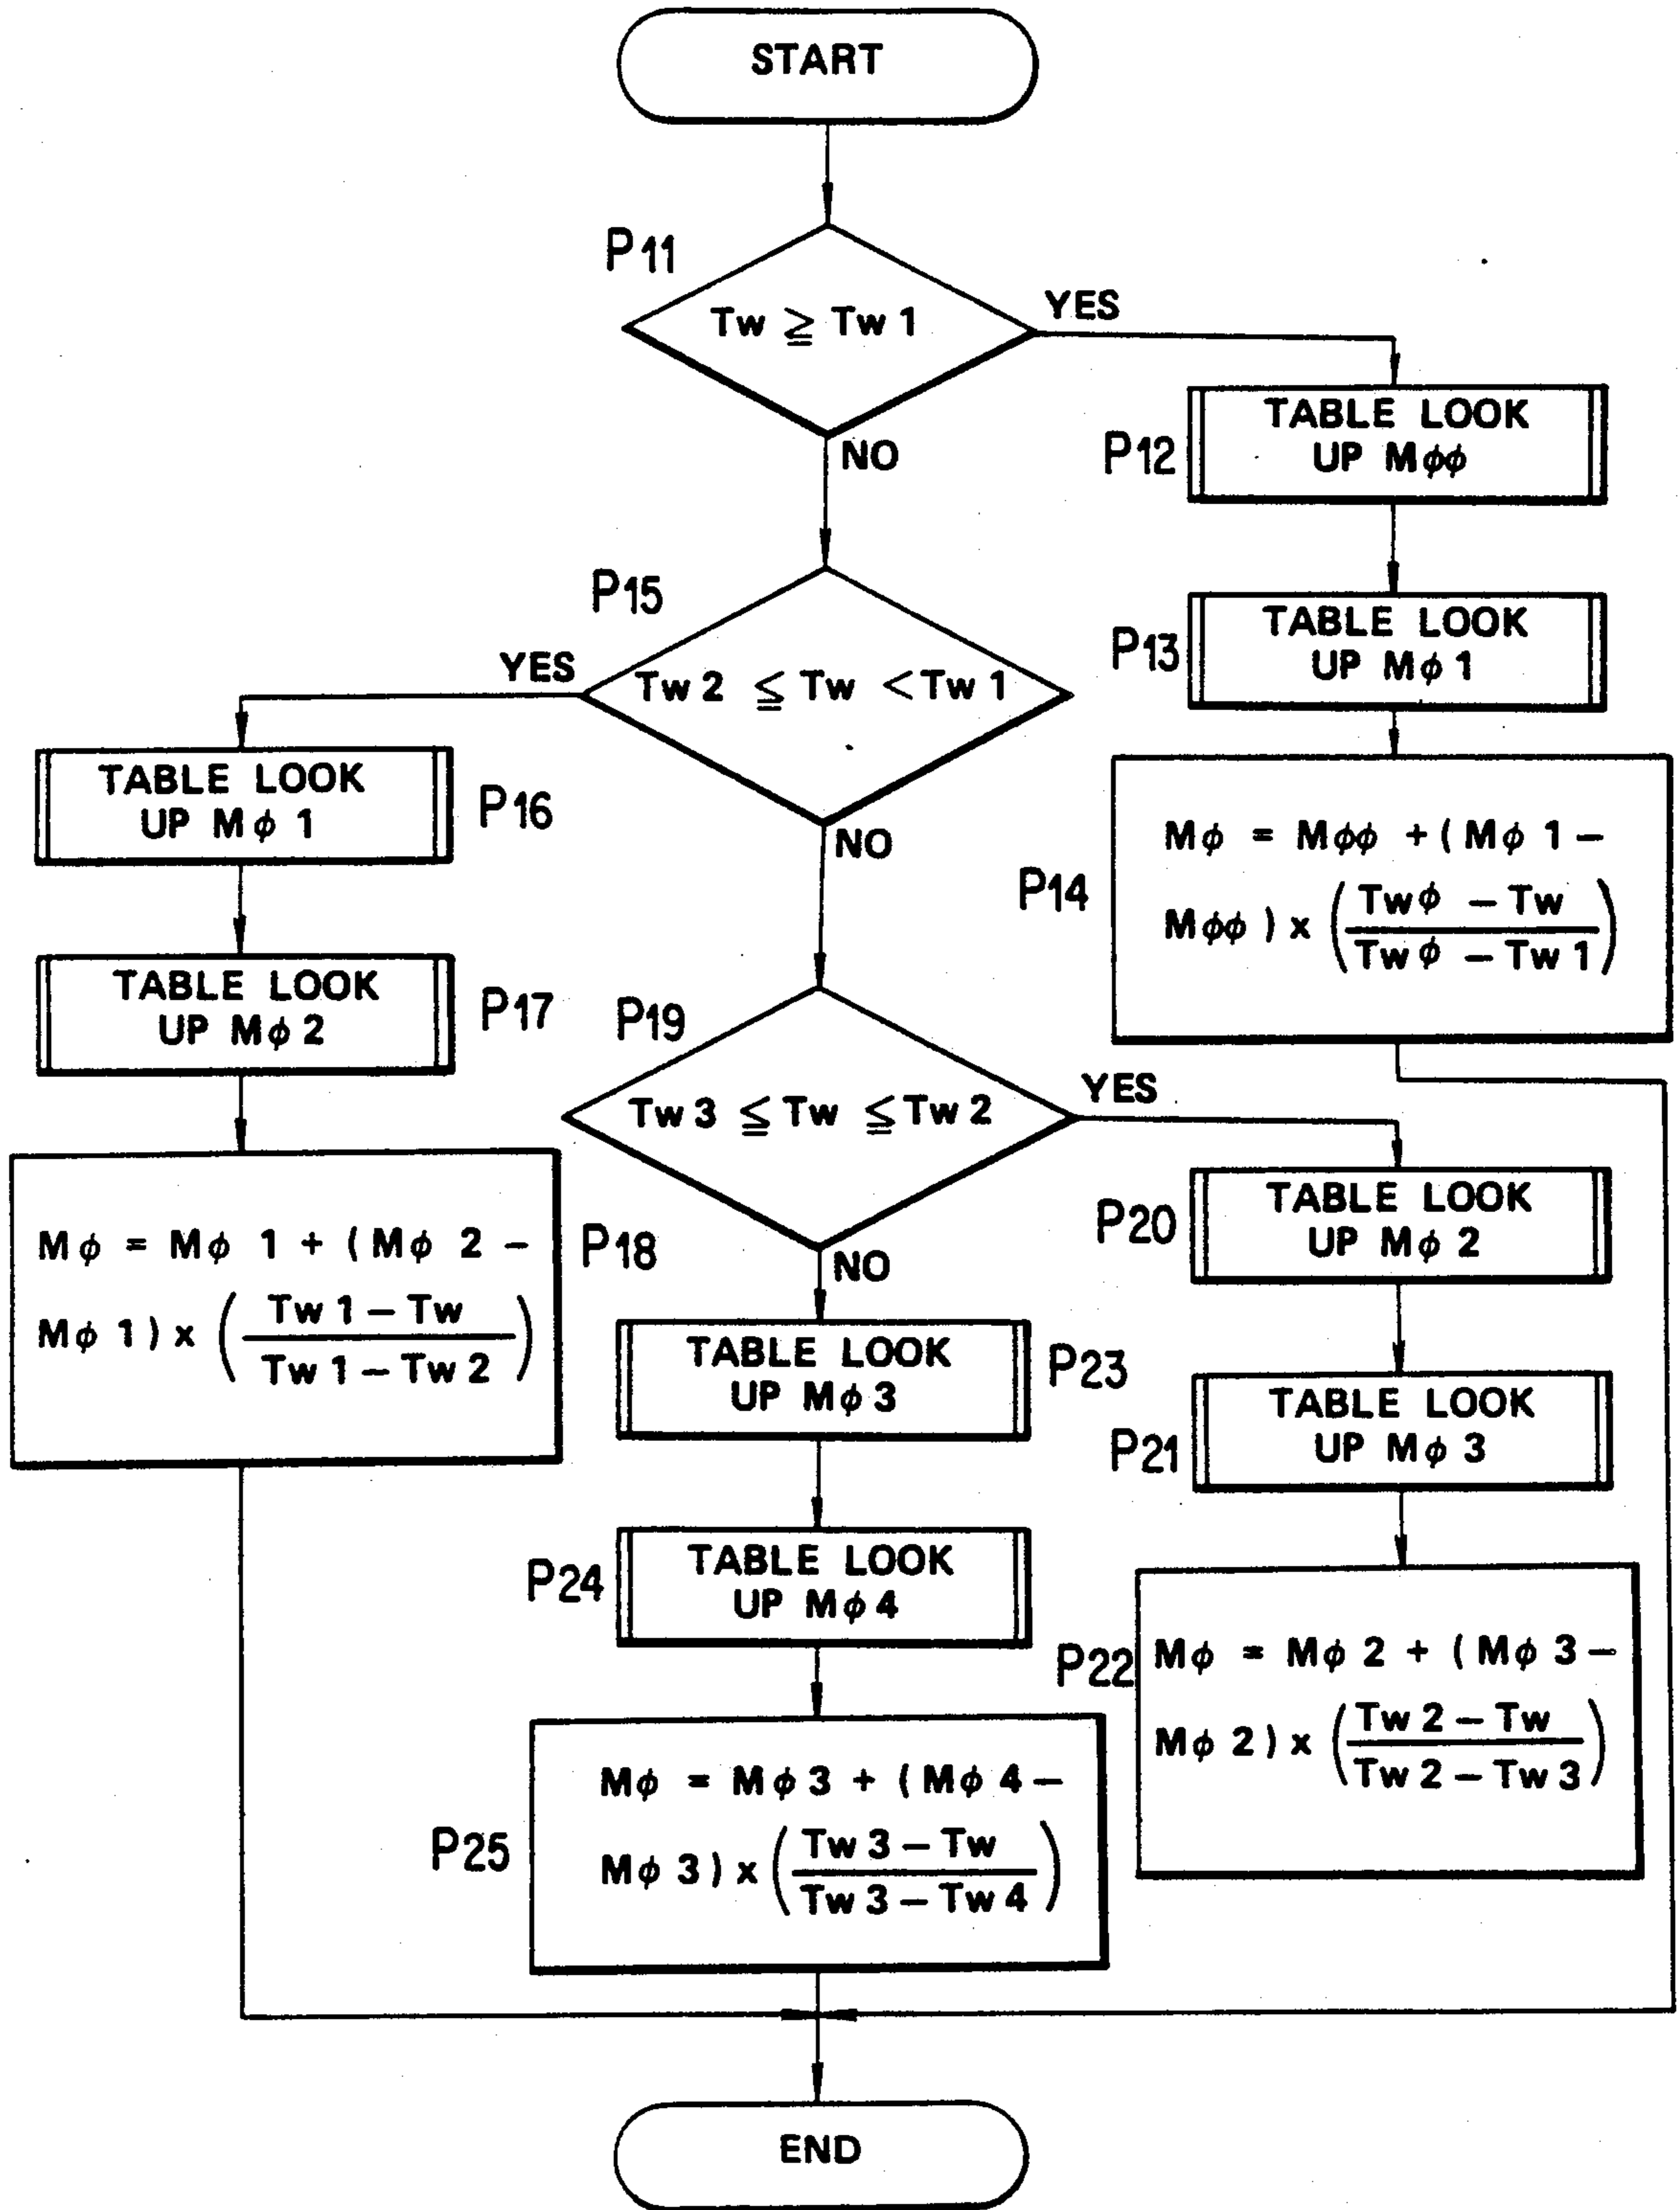 START
P11
Tw ≧ Tw 1
YES
NO
TABLE LOOK
UP Mϕϕ
P12
TABLE LOOK
UP Mϕ 1
P13
Mϕ = Mϕϕ + ( Mϕ 1 −
Mϕϕ ) x ( Twϕ − Tw
Twϕ − Tw 1 )
P14
P15
Tw 2 ≦ Tw < Tw 1
YES
NO
TABLE LOOK
UP Mϕ 1
P16
TABLE LOOK
UP Mϕ 2
P17
Mϕ = Mϕ 1 + ( Mϕ 2 −
Mϕ 1 ) x ( Tw 1 − Tw
Tw 1 − Tw 2 )
P18
P19
Tw 3 ≦ Tw ≦ Tw 2
YES
NO
TABLE LOOK
UP Mϕ 2
P20
TABLE LOOK
UP Mϕ 3
P21
Mϕ = Mϕ 2 + ( Mϕ 3 −
Mϕ 2 ) x ( Tw 2 − Tw
Tw 2 − Tw 3 )
P22
TABLE LOOK
UP Mϕ 3
P23
TABLE LOOK
UP Mϕ 4
P24
Mϕ = Mϕ 3 + ( Mϕ 4 −
Mϕ 3 ) x ( Tw 3 − Tw
Tw 3 − Tw 4 )
P25
END